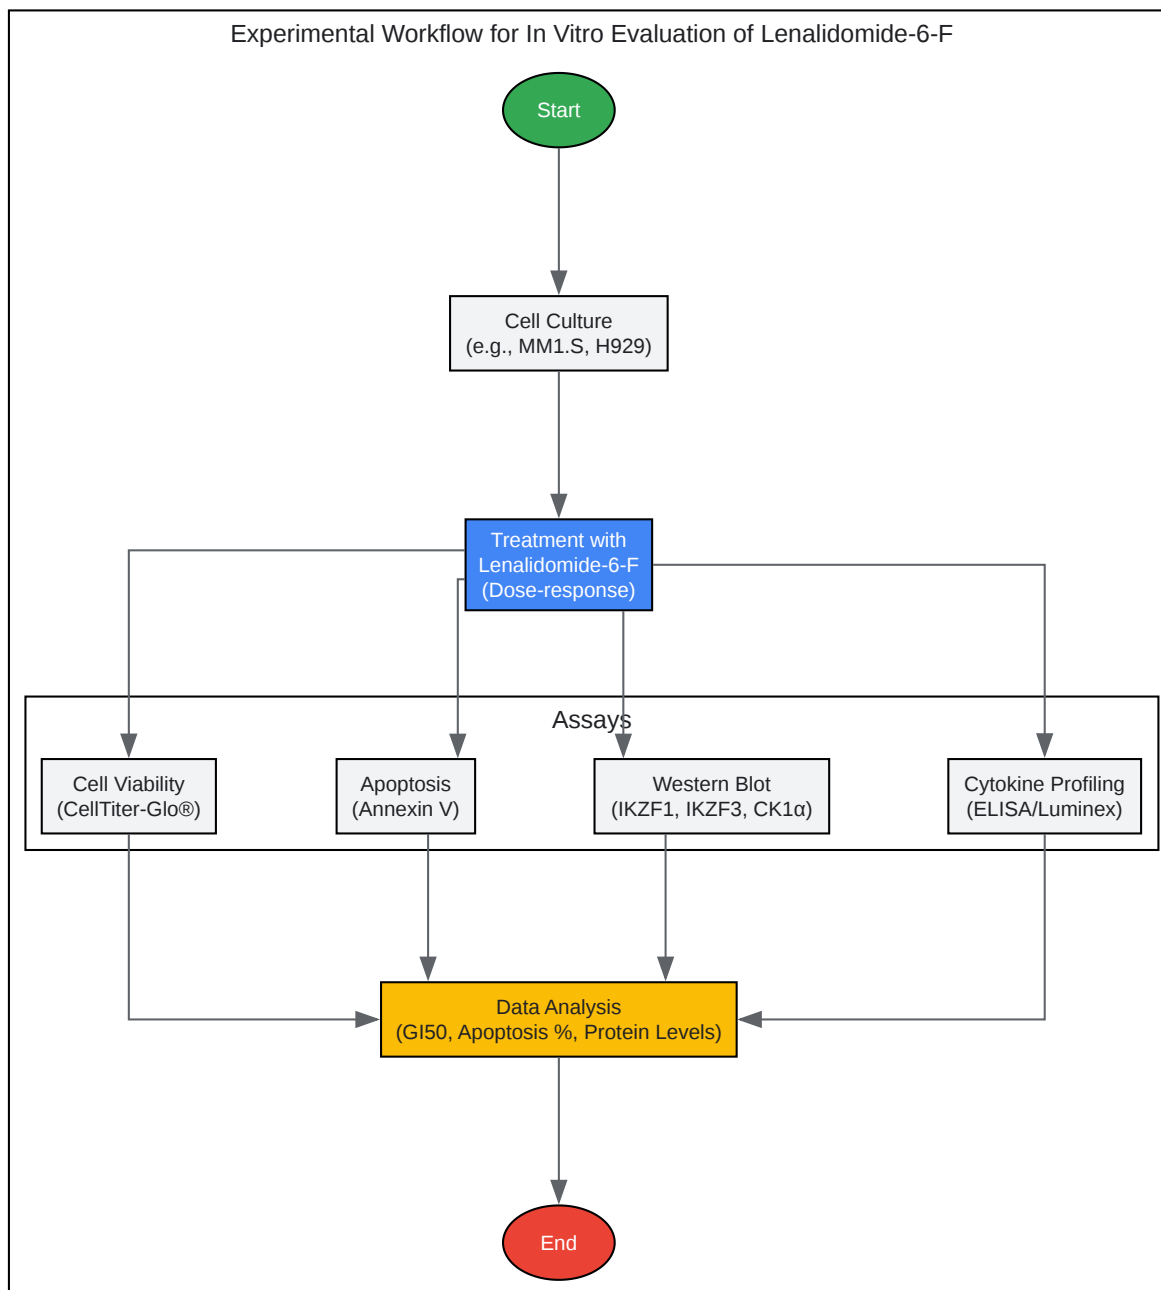 Experimental Workflow for In Vitro Evaluation of Lenalidomide-6-F
Start
Cell Culture
(e.g., MM1.S, H929)
Treatment with
Lenalidomide-6-F
(Dose-response)
Assays
Cell Viability
(CellTiter-Glo®)
Apoptosis
(Annexin V)
Western Blot
(IKZF1, IKZF3, CK1α)
Cytokine Profiling
(ELISA/Luminex)
Data Analysis
(GI50, Apoptosis %, Protein Levels)
End